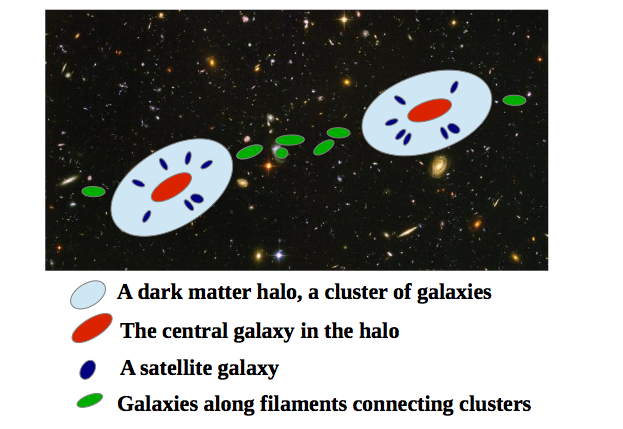 A dark matter halo, a cluster of galaxies
The central galaxy in the halo
A satellite galaxy
Galaxies along filaments connecting clusters